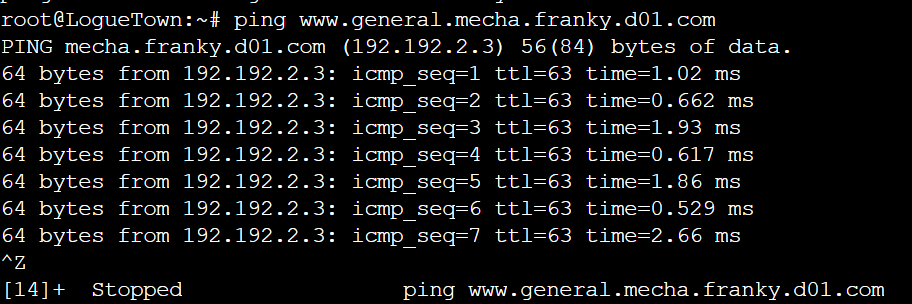 root@LogueTown:~# ping www.general.mecha.franky.d01.com
PING mecha.franky.d01.com (192.192.2.3) 56(84) bytes of data.
64 bytes from 192.192.2.3: icmp_seq=1 ttl=63 time=1.02 ms
64 bytes from 192.192.2.3: icmp_seq=2 ttl=63 time=0.662 ms
64 bytes from 192.192.2.3: icmp_seq=3 ttl=63 time=1.93 ms
64 bytes from 192.192.2.3: icmp_seq=4 ttl=63 time=0.617 ms
64 bytes from 192.192.2.3: icmp_seq=5 ttl=63 time=1.86 ms
64 bytes from 192.192.2.3: icmp_seq=6 ttl=63 time=0.529 ms
64 bytes from 192.192.2.3: icmp_seq=7 ttl=63 time=2.66 ms
^Z
[14]+  Stopped                 ping www.general.mecha.franky.d01.com